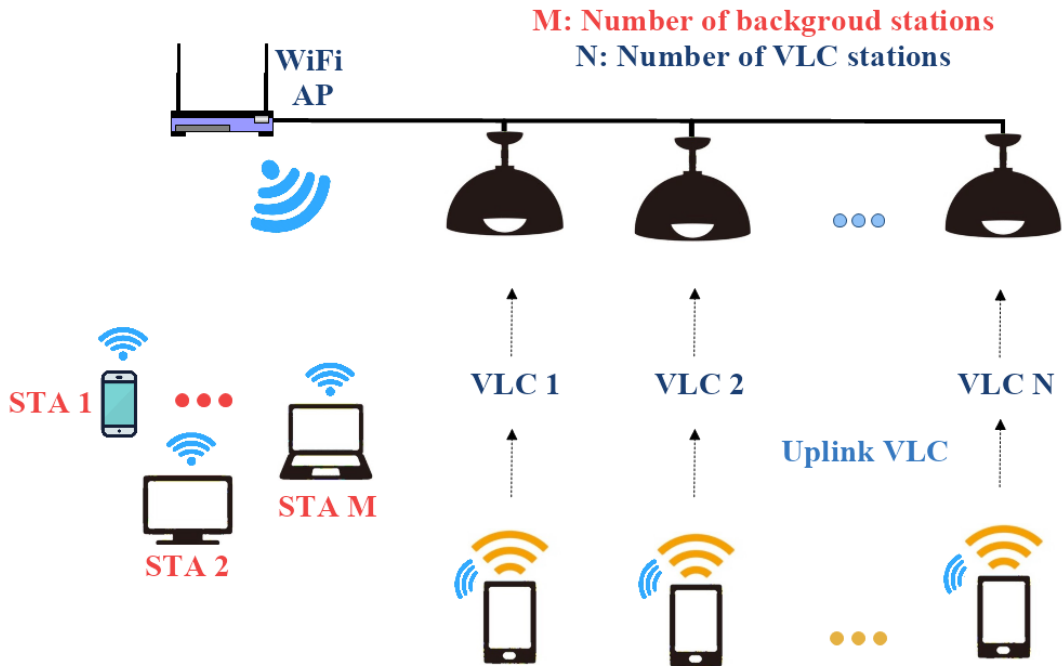 M: Number of backgroud stations
N: Number of VLC stations
WiFi
AP
VLC 1
VLC 2
VLC N
STA 1
Uplink VLC
STA M
STA 2